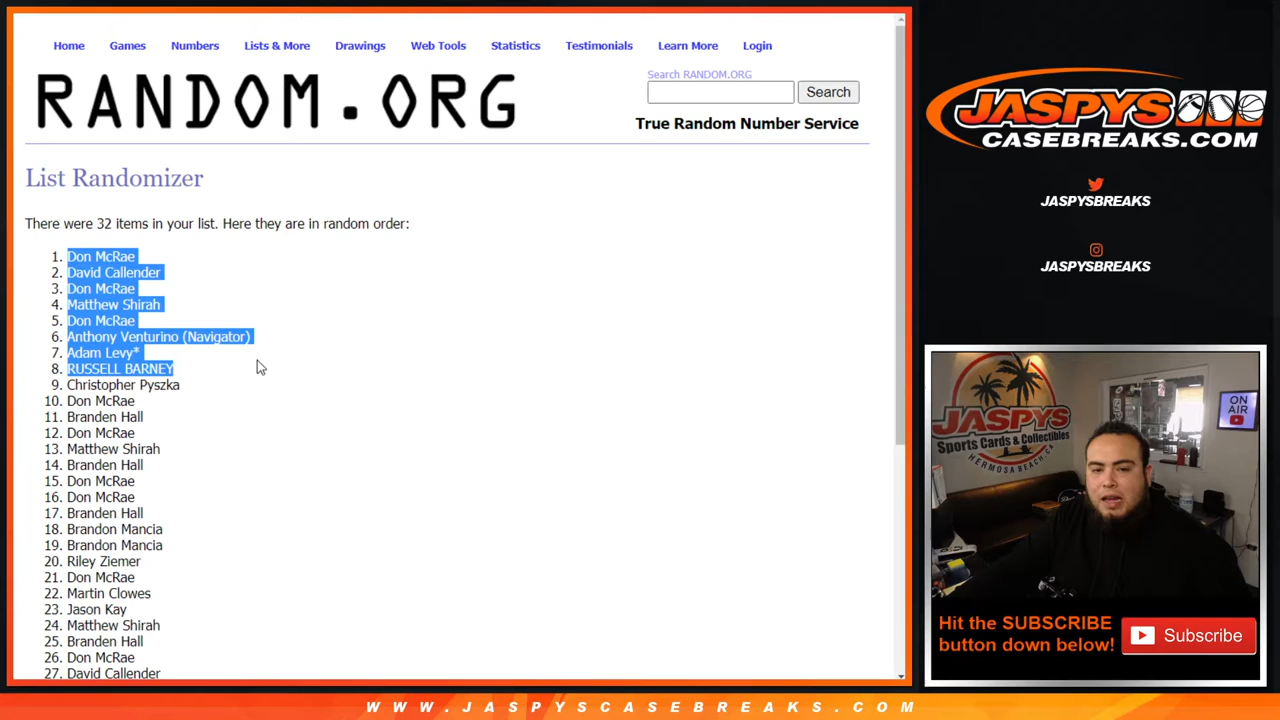 Home Games Numbers Lists & More Drawings Web Tools Statistics Testimonials Learn More Login
RANDOM.ORG
Search RANDOM.ORG
Search
True Random Number Service
List Randomizer
There were 32 items in your list. Here they are in random order:
1. Don McRae
2. David Callender
3. Don McRae
4. Matthew Shirah
5. Don McRae
6. Anthony Venturino (Navigator)
7. Adam Levy*
8. RUSSELL BARNEY
9. Christopher Pyszka
10. Don McRae
11. Branden Hall
12. Don McRae
13. Matthew Shirah
14. Branden Hall
15. Don McRae
16. Don McRae
17. Branden Hall
18. Brandon Mancia
19. Brandon Mancia
20. Riley Ziemer
21. Don McRae
22. Martin Clowes
23. Jason Kay
24. Matthew Shirah
25. Branden Hall
26. Don McRae
27. David Callender
JASPYS
CASEBREAKS.COM
JASPYSBREAKS
JASPYSBREAKS
JASPYS
Sports Cards & Collectibles
HERMOSA BEACH, CA
ON
AIR
Hit the SUBSCRIBE
button down below!
Subscribe
WWW.JASPYSCASEBREAKS.COM